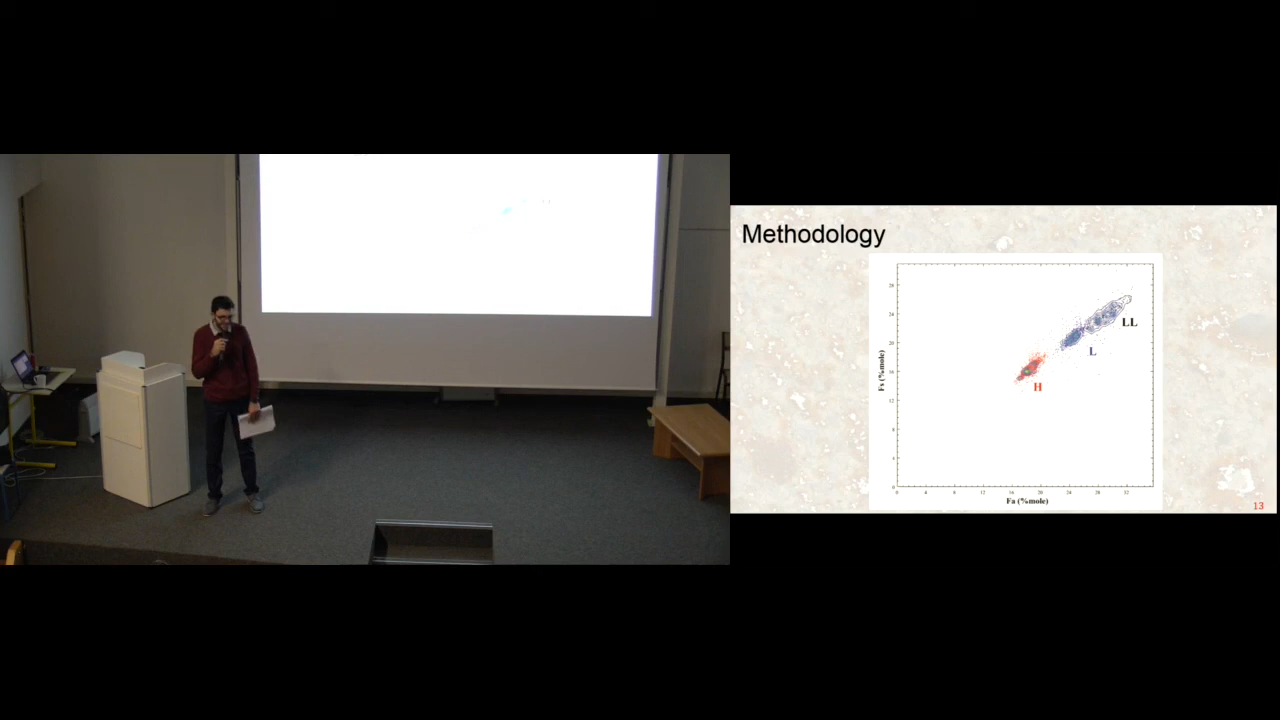 Methodology
28
24
20
16
12
8
4
0
Fs (%mole)
LL
L
H
0 4 8 12 16 20 24 28 32
Fa (%mole)
13